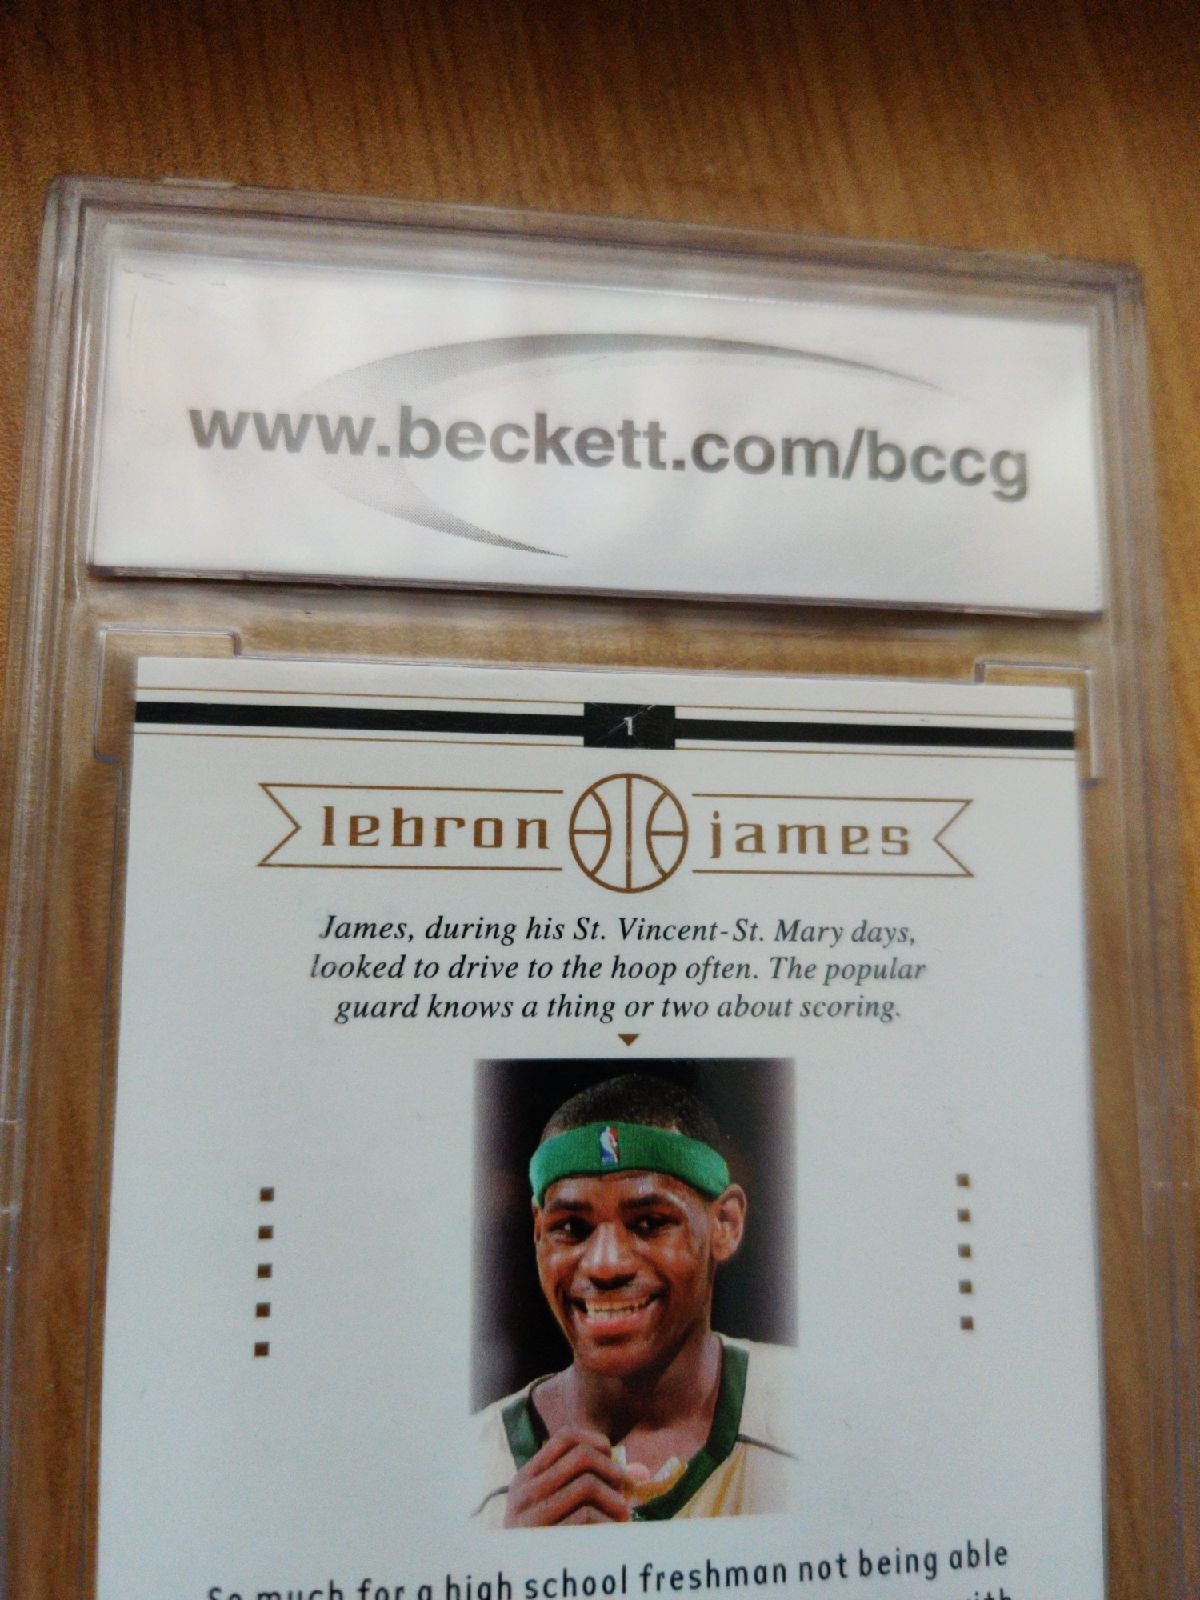 www.beckett.com/bccg
1
lebron james
James, during his St. Vincent-St. Mary days,
looked to drive to the hoop often. The popular
guard knows a thing or two about scoring.
So much for a high school freshman not being able
with